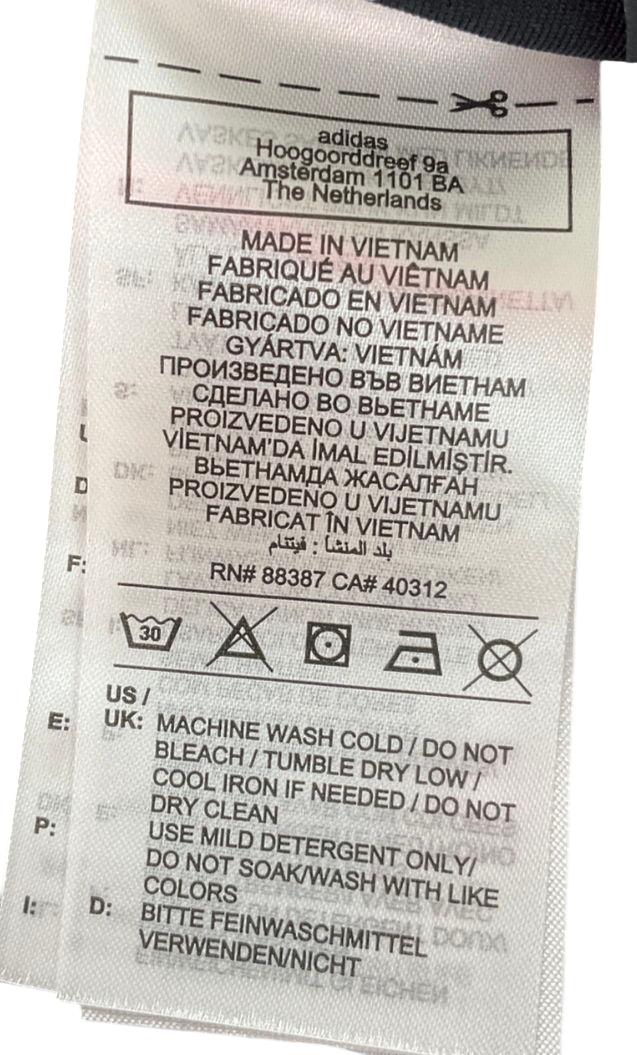 adidas
Hoogoorddreef 9a
Amsterdam 1101 BA
The Netherlands
MADE IN VIETNAM
FABRIQUÉ AU VIÊTNAM
FABRICADO EN VIETNAM
FABRICADO NO VIETNAME
GYÁRTVA: VIETNÁM
ПРОИЗВЕДЕНО ВЪВ ВИЕТНАМ
СДЕЛАНО ВО ВЬЕТНАМЕ
PROIZVEDENO U VIJETNAMU
VİETNAM'DA İMAL EDİLMİŞTİR.
ВЬЕТНАМДА ЖАСАЛҒАН
PROIZVEDENO U VIJETNAMU
FABRICAT ÎN VIETNAM
بلد المنشأ : فيتنام
RN# 88387 CA# 40312
30
US /
UK: MACHINE WASH COLD / DO NOT
BLEACH / TUMBLE DRY LOW /
COOL IRON IF NEEDED / DO NOT
DRY CLEAN
USE MILD DETERGENT ONLY/
DO NOT SOAK/WASH WITH LIKE
COLORS
D: BITTE FEINWASCHMITTEL
VERWENDEN/NICHT
F:
E:
P:
I: